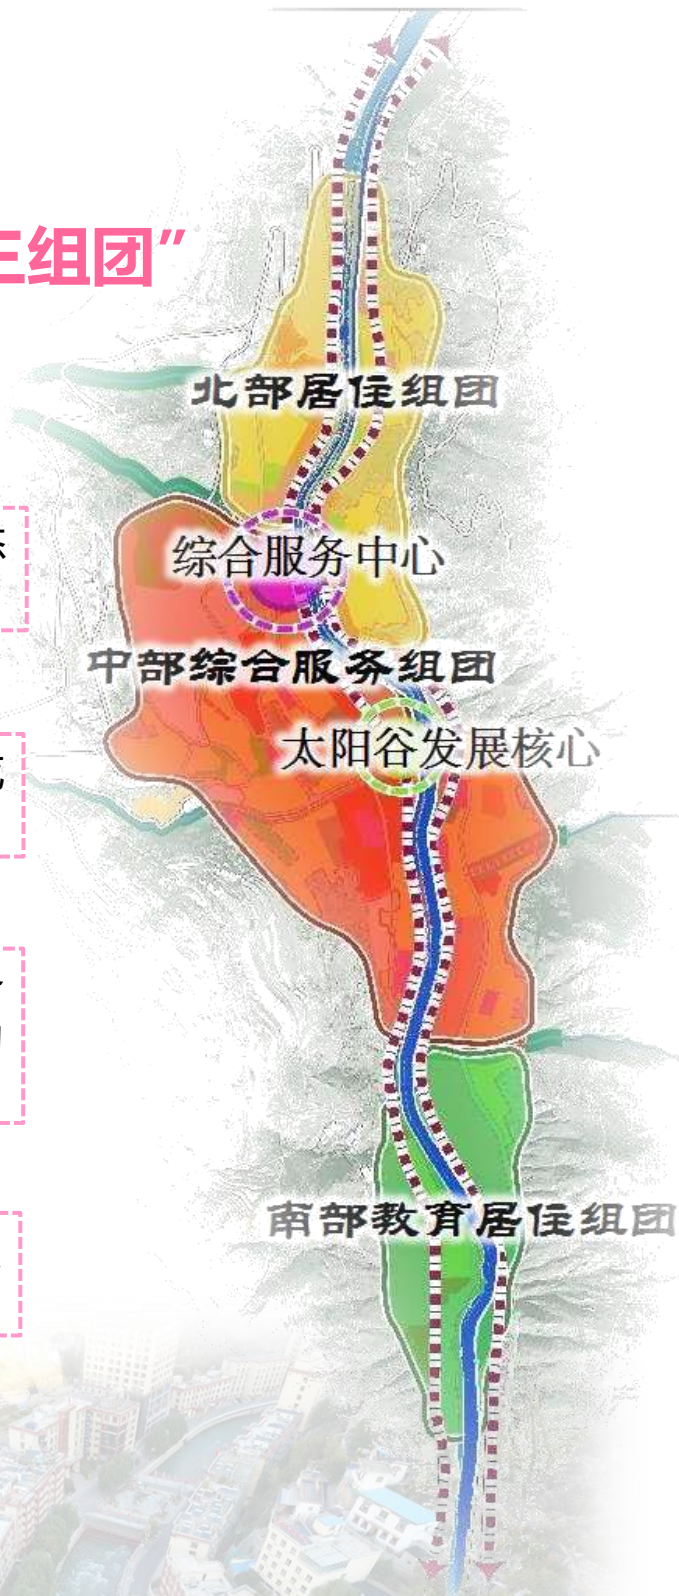 三组团”
北部居住组团
综合服务中心
中部综合服务组团
太阳谷发展核心
南部教育居住组团